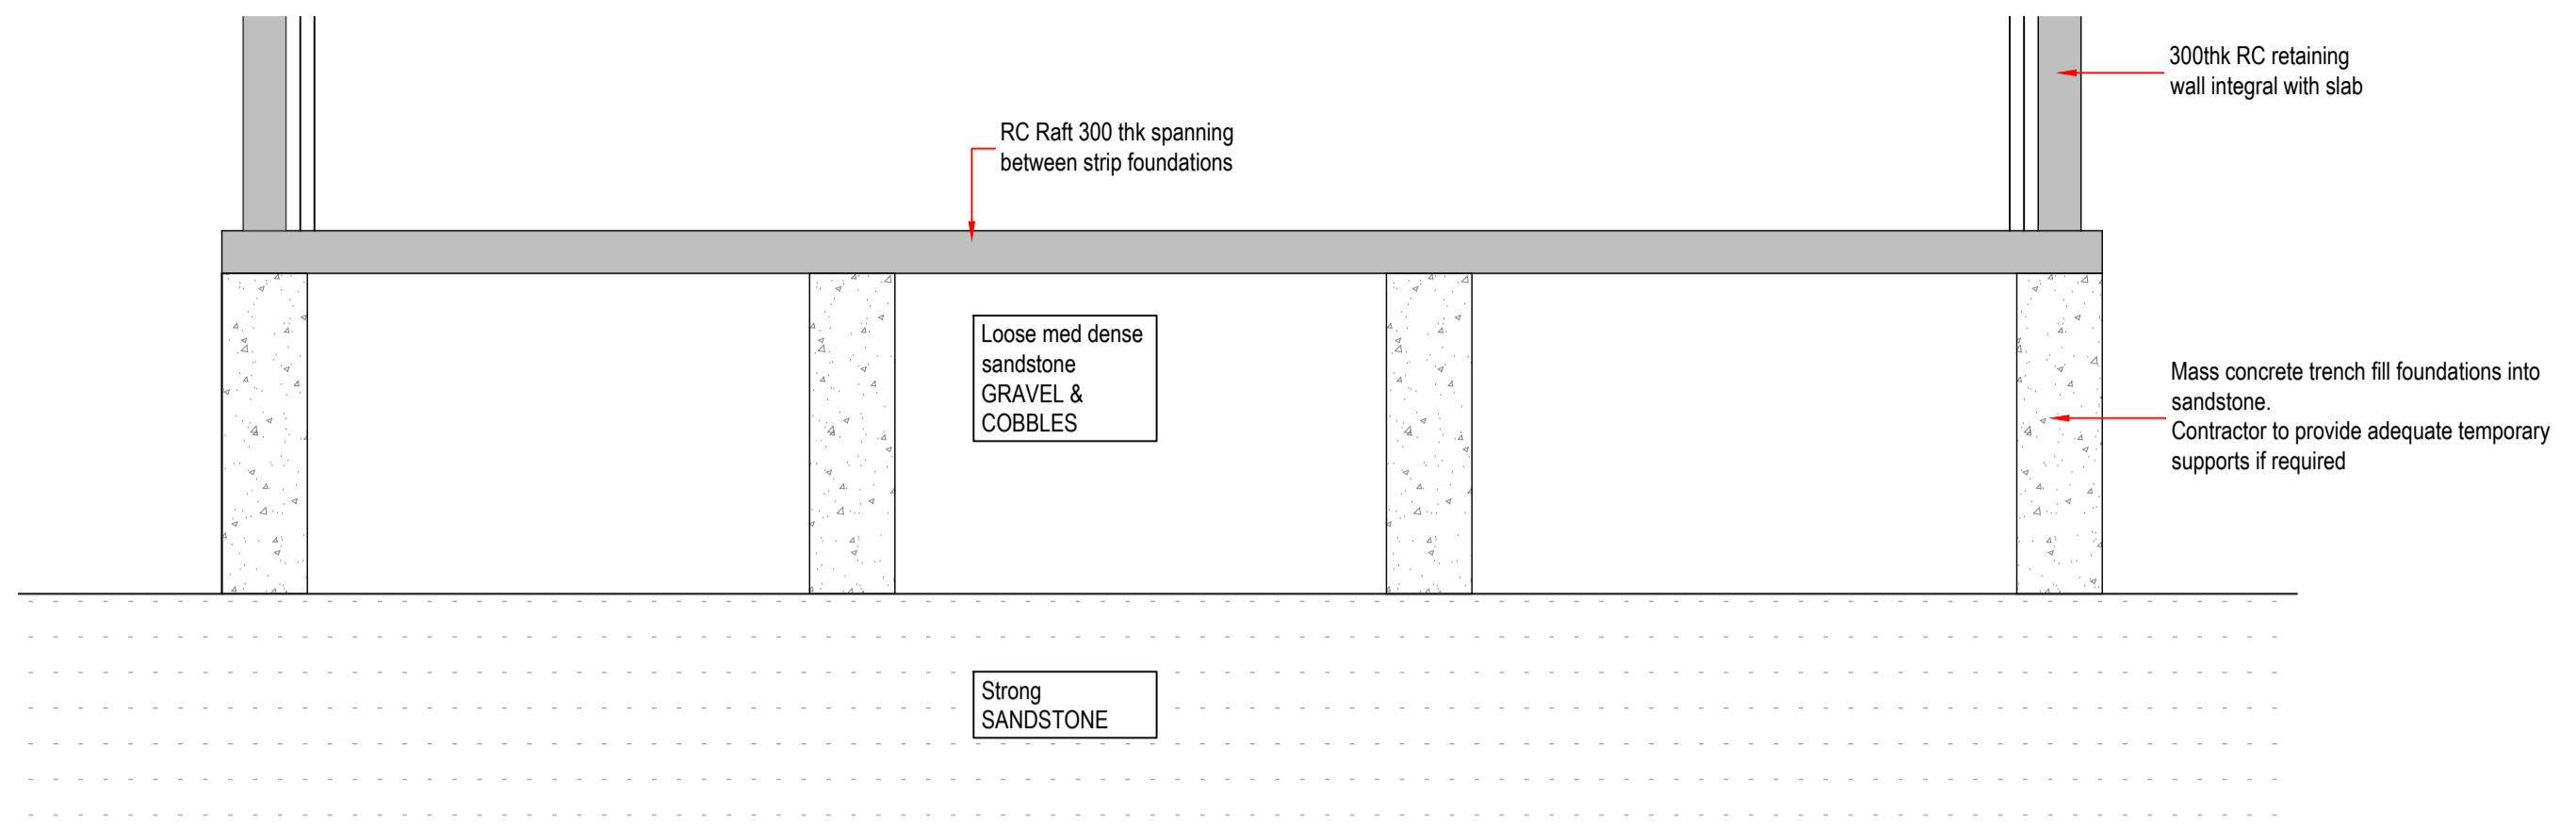 300thk RC retaining
wall integral with slab
RC Raft 300 thk spanning
between strip foundations
Loose med dense
sandstone
GRAVEL &
COBBLES
Mass concrete trench fill foundations into
sandstone.
Contractor to provide adequate temporary
supports if required
Strong
SANDSTONE